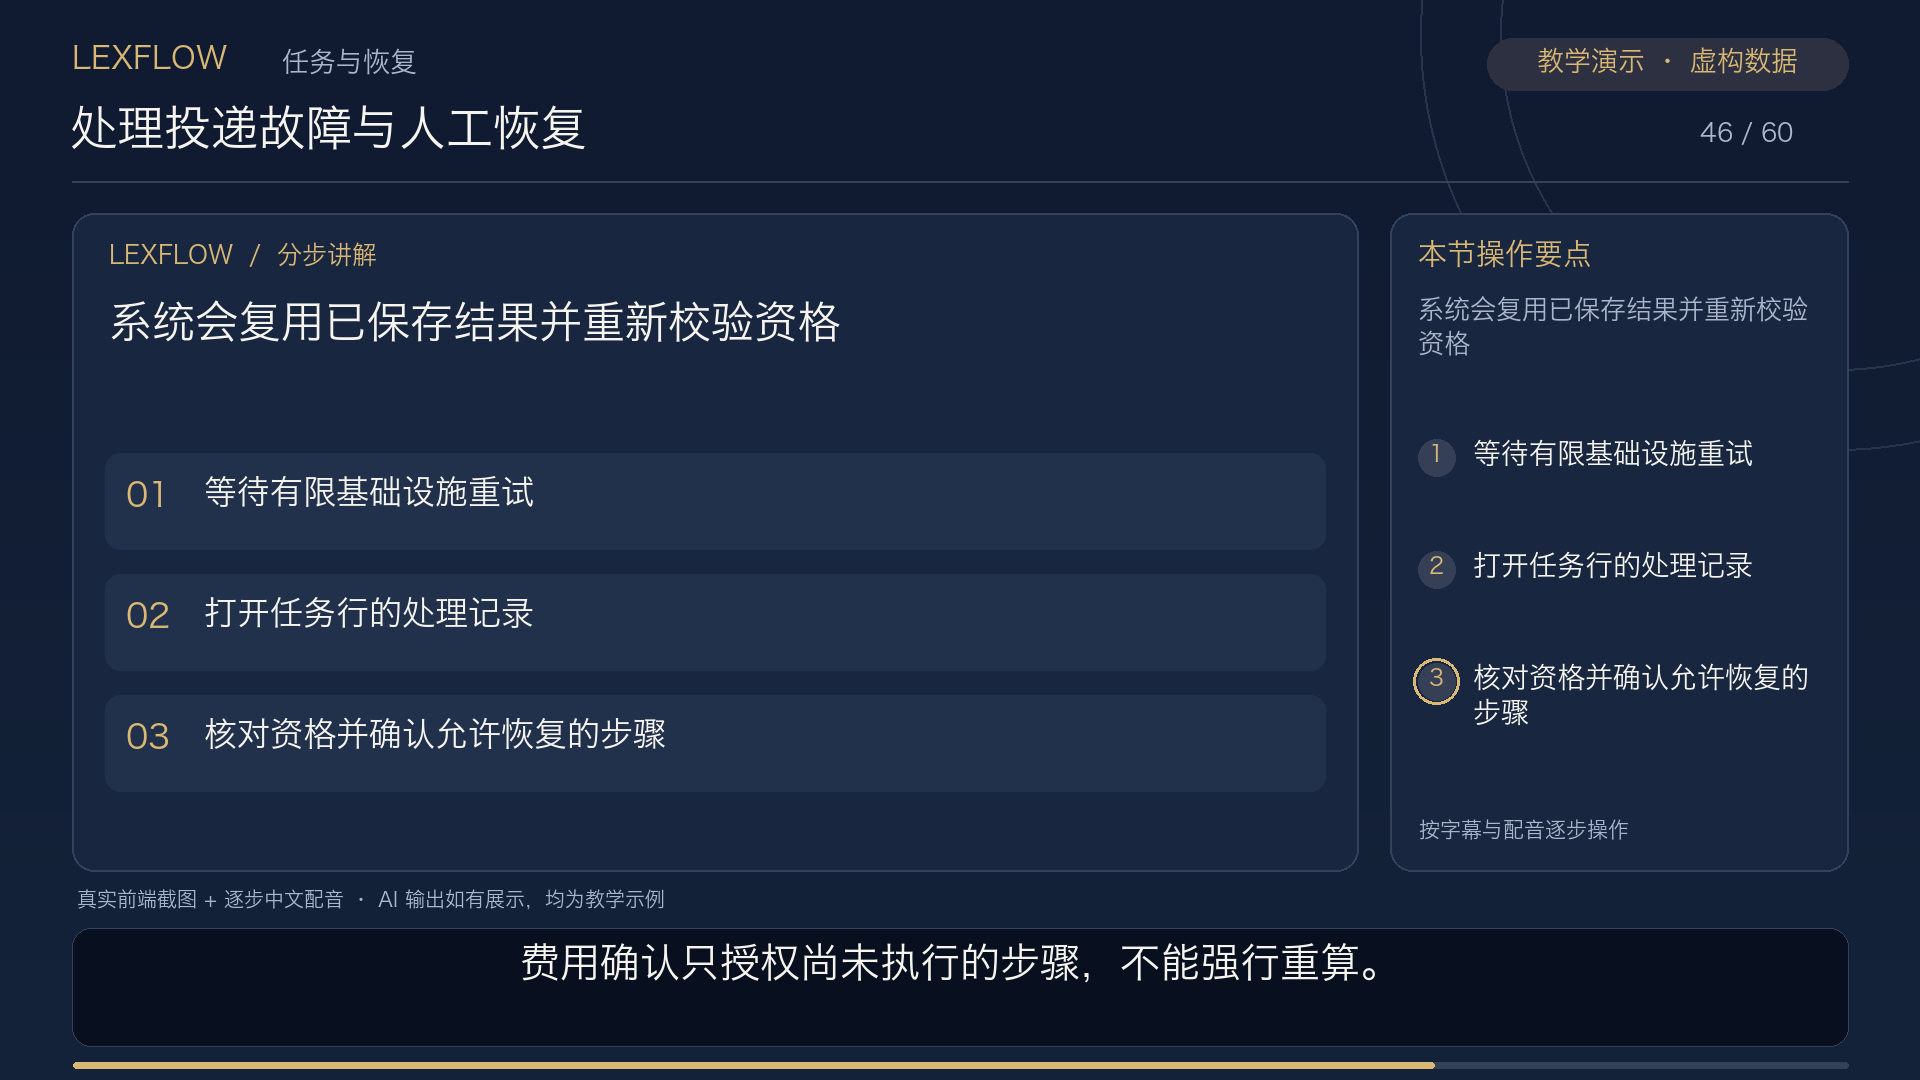 LEXFLOW 任务与恢复
教学演示 · 虚构数据
处理投递故障与人工恢复
46 / 60
LEXFLOW / 分步讲解
系统会复用已保存结果并重新校验资格
01 等待有限基础设施重试
02 打开任务行的处理记录
03 核对资格并确认允许恢复的步骤
本节操作要点
系统会复用已保存结果并重新校验
资格
1 等待有限基础设施重试
2 打开任务行的处理记录
3 核对资格并确认允许恢复的
步骤
按字幕与配音逐步操作
真实前端截图 + 逐步中文配音 · AI 输出如有展示，均为教学示例
费用确认只授权尚未执行的步骤，不能强行重算。